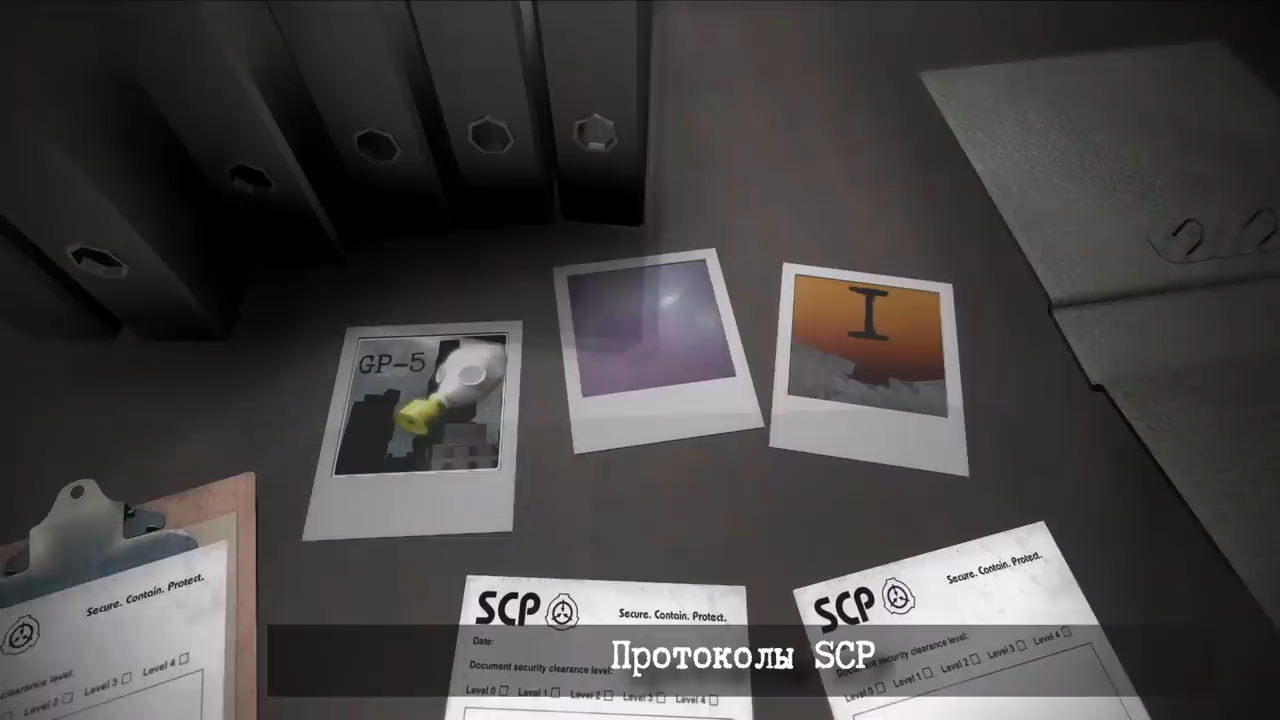 GP-5
I
Secure. Contain. Protect.
clearance level:
Level 3 Level 4
SCP Secure. Contain. Protect.
Date:
Document security clearance level:
Level 0 Level 1 Level 2 Level 3 Level 4
SCP Secure. Contain. Protect.
security clearance level:
Level 0 Level 1 Level 2 Level 3 Level 4
Протоколы SCP